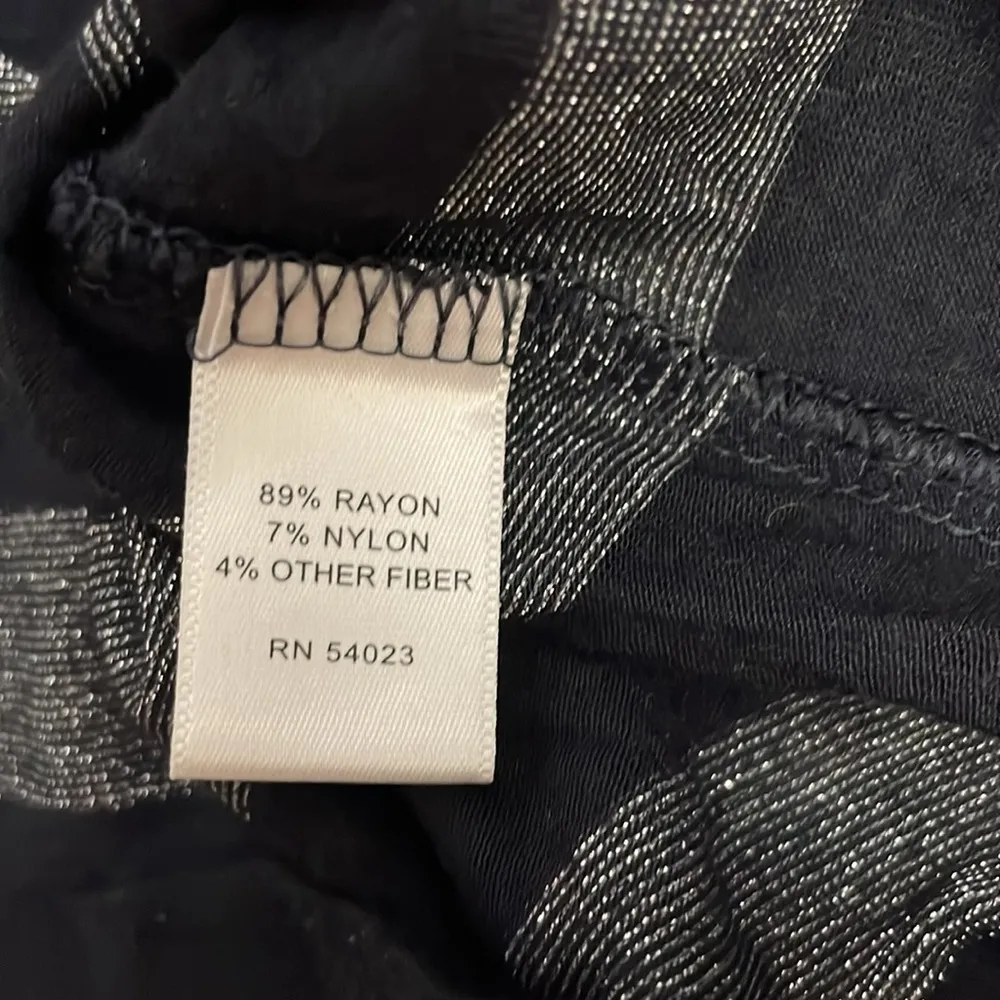 89% RAYON
7% NYLON
4% OTHER FIBER
RN 54023